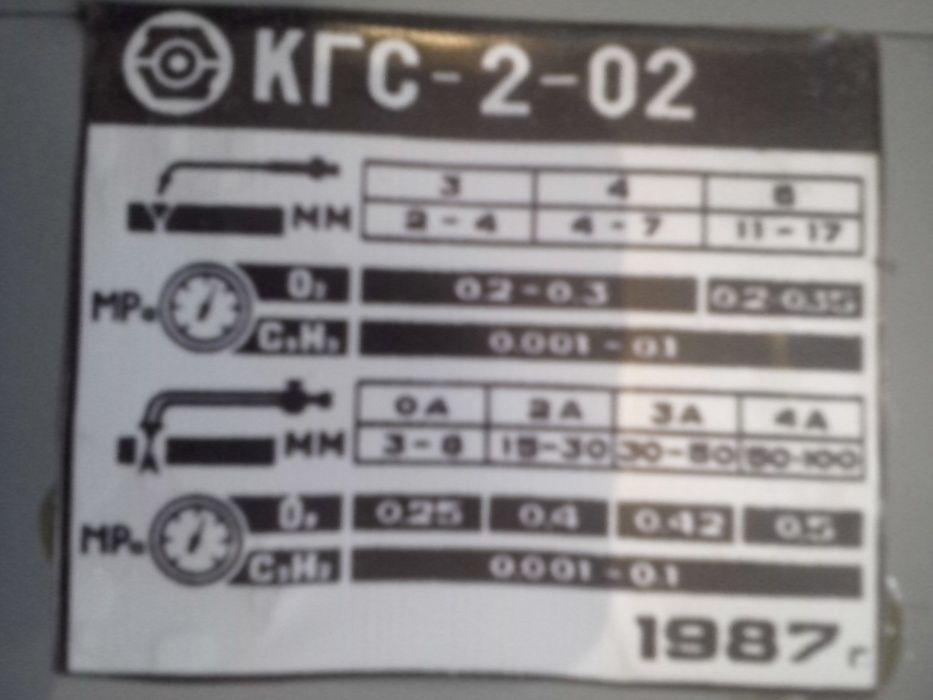 КГС-2-02
3 4 6
ММ 2-4 4-7 11-17
O₂ 0.2-0.3 0.2-0.35
МРа
C₂H₂ 0.001-0.1
0А 2А 3А 4А
ММ 3-8 15-30 30-50 50-100
O₂ 0.25 0.4 0.42 0.5
МРа
C₂H₂ 0.001-0.1
1987 г